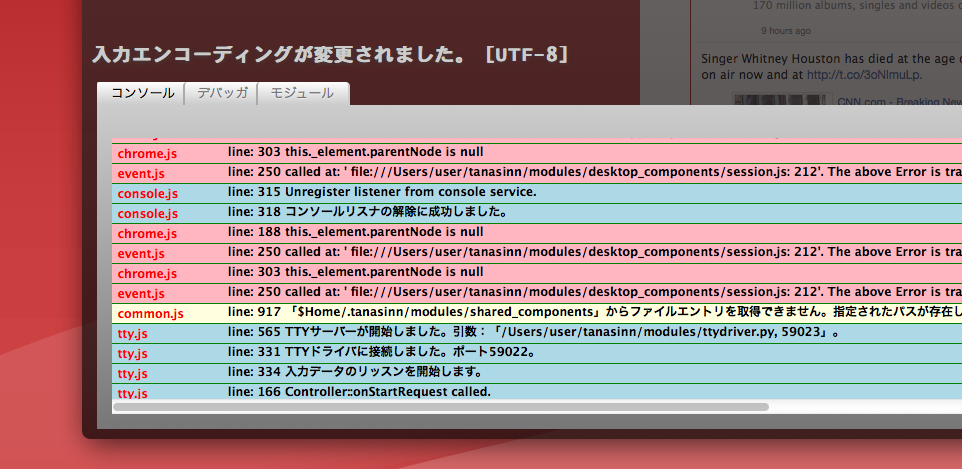 170 million albums, singles and videos
9 hours ago
Singer Whitney Houston has died at the age
on air now and at http://t.co/3oNlmuLp.
CNN.com - Breaking
入力エンコーディングが変更されました。 [UTF-8]
コンソール デバッガ モジュール
chrome.js line: 303 this._element.parentNode is null
event.js line: 250 called at: ' file:///Users/user/tanasinn/modules/desktop_components/session.js: 212'. The above Error is
console.js line: 315 Unregister listener from console service.
console.js line: 318 コンソールリスナの解除に成功しました。
chrome.js line: 188 this._element.parentNode is null
event.js line: 250 called at: ' file:///Users/user/tanasinn/modules/desktop_components/session.js: 212'. The above Error is
chrome.js line: 303 this._element.parentNode is null
event.js line: 250 called at: ' file:///Users/user/tanasinn/modules/desktop_components/session.js: 212'. The above Error is
common.js line: 917 「$Home/.tanasinn/modules/shared_components」からファイルエントリを取得できません。指定されたパスが存在し
tty.js line: 565 TTYサーバーが開始しました。引数：「/Users/user/tanasinn/modules/ttydriver.py, 59023」。
tty.js line: 331 TTYドライバに接続しました。ポート59022。
tty.js line: 334 入力データのリッスンを開始します。
tty.js line: 166 Controller::onStartRequest called.